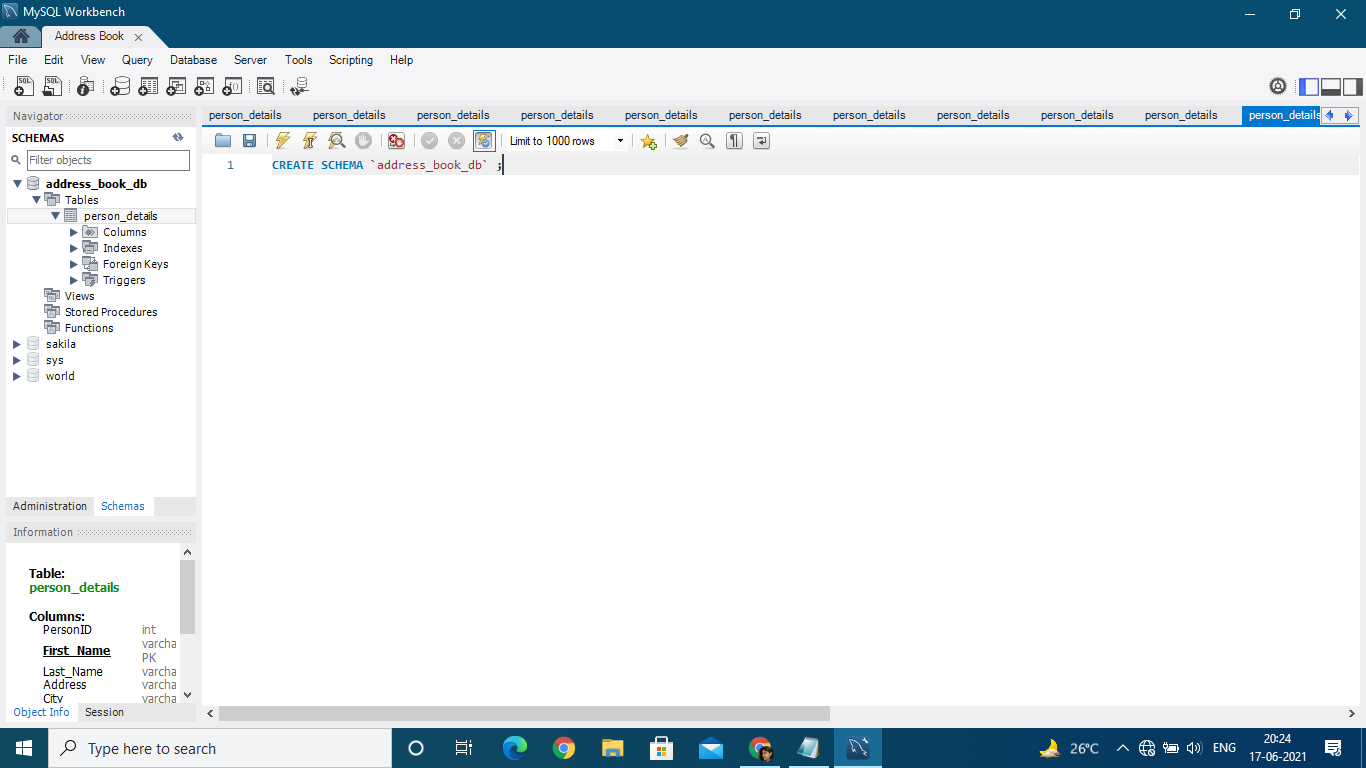 MySQL Workbench
Address Book
File Edit View Query Database Server Tools Scripting Help
Navigator
SCHEMAS
Filter objects
address_book_db
Tables
person_details
Columns
Indexes
Foreign Keys
Triggers
Views
Stored Procedures
Functions
sakila
sys
world
Administration Schemas
Information
Table:
person_details
Columns:
PersonID int
First_Name varcha
PK
Last_Name varcha
Address varcha
City varcha
Object Info Session
person_details person_details person_details person_details person_details person_details person_details person_details person_details person_details person_details
Limit to 1000 rows
1 CREATE SCHEMA `address_book_db` ;
Type here to search
26°C
ENG
20:24
17-06-2021